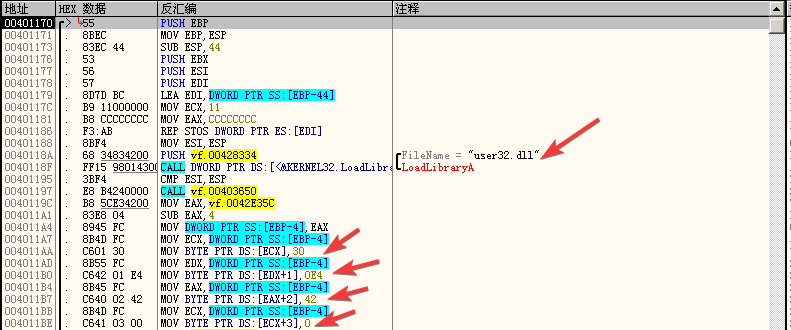 地址 HEX 数据 反汇编 注释
00401170 > 55 PUSH EBP
00401171 . 8BEC MOV EBP,ESP
00401173 . 83EC 44 SUB ESP,44
00401176 . 53 PUSH EBX
00401177 . 56 PUSH ESI
00401178 . 57 PUSH EDI
00401179 . 8D7D BC LEA EDI,DWORD PTR SS:[EBP-44]
0040117C . B9 11000000 MOV ECX,11
00401181 . B8 CCCCCCCC MOV EAX,CCCCCCCC
00401186 . F3:AB REP STOS DWORD PTR ES:[EDI]
00401188 . 8BF4 MOV ESI,ESP
0040118A . 68 34834200 PUSH vf.00428334 FileName = "user32.dll"
0040118F . FF15 98014300 CALL DWORD PTR DS:[<&KERNEL32.LoadLibra LoadLibraryA
00401195 . 3BF4 CMP ESI,ESP
00401197 . E8 B4240000 CALL vf.00403650
0040119C . B8 5CE34200 MOV EAX,vf.0042E35C
004011A1 . 83E8 04 SUB EAX,4
004011A4 . 8945 FC MOV DWORD PTR SS:[EBP-4],EAX
004011A7 . 8B4D FC MOV ECX,DWORD PTR SS:[EBP-4]
004011AA . C601 30 MOV BYTE PTR DS:[ECX],30
004011AD . 8B55 FC MOV EDX,DWORD PTR SS:[EBP-4]
004011B0 . C642 01 E4 MOV BYTE PTR DS:[EDX+1],0E4
004011B4 . 8B45 FC MOV EAX,DWORD PTR SS:[EBP-4]
004011B7 . C640 02 42 MOV BYTE PTR DS:[EAX+2],42
004011BB . 8B4D FC MOV ECX,DWORD PTR SS:[EBP-4]
004011BE . C641 03 00 MOV BYTE PTR DS:[ECX+3],0